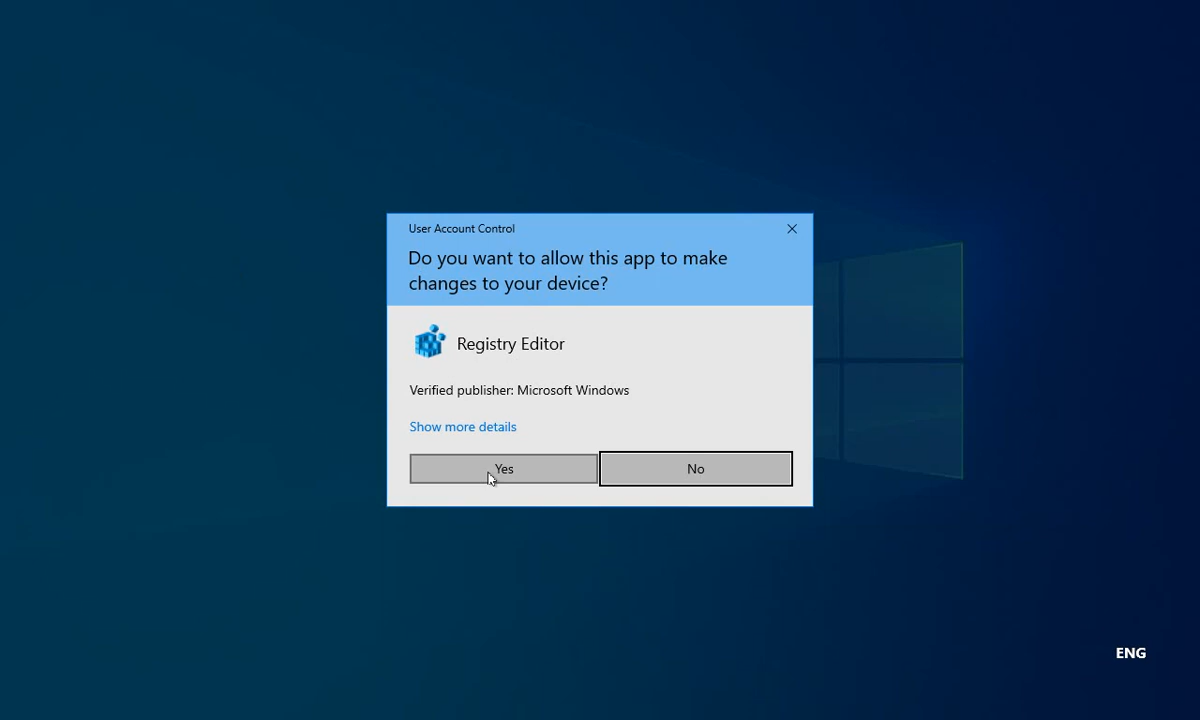 User Account Control
Do you want to allow this app to make
changes to your device?
Registry Editor
Verified publisher: Microsoft Windows
Show more details
Yes
No
ENG